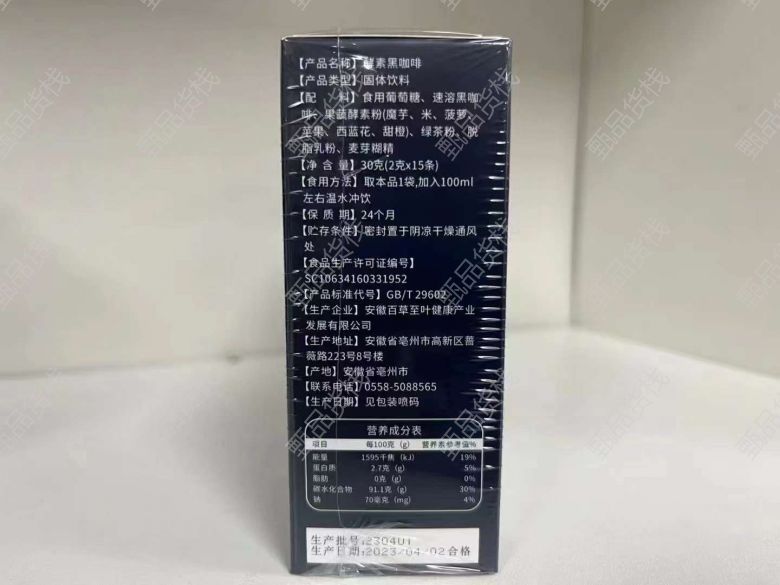 【产品名称】酵素黑咖啡
【产品类型】固体饮料
【配 料】食用葡萄糖、速溶黑咖
啡、果蔬酵素粉(魔芋、米、菠萝、
苹果、西蓝花、甜橙)、绿茶粉、脱
脂乳粉、麦芽糊精
【净 含 量】30克(2克x15条)
【食用方法】取本品1袋,加入100ml
左右温水冲饮
【保 质 期】24个月
【贮存条件】密封置于阴凉干燥通风
处
【食品生产许可证编号】
SC10634160331952
【产品标准代号】GB/T 29602
【生产企业】安徽百草至叶健康产业
发展有限公司
【生产地址】安徽省亳州市高新区蔷
薇路223号8号楼
【产地】安徽省亳州市
【联系电话】0558-5088565
【生产日期】见包装喷码
营养成分表
项目 每100克(g) 营养素参考值%
能量 1595千焦(kJ) 19%
蛋白质 2.7克(g) 5%
脂肪 0克(g) 0%
碳水化合物 91.1克(g) 30%
钠 70毫克(mg) 4%
生产批号:230401
生产日期:2023/04/02合格
甄品货栈